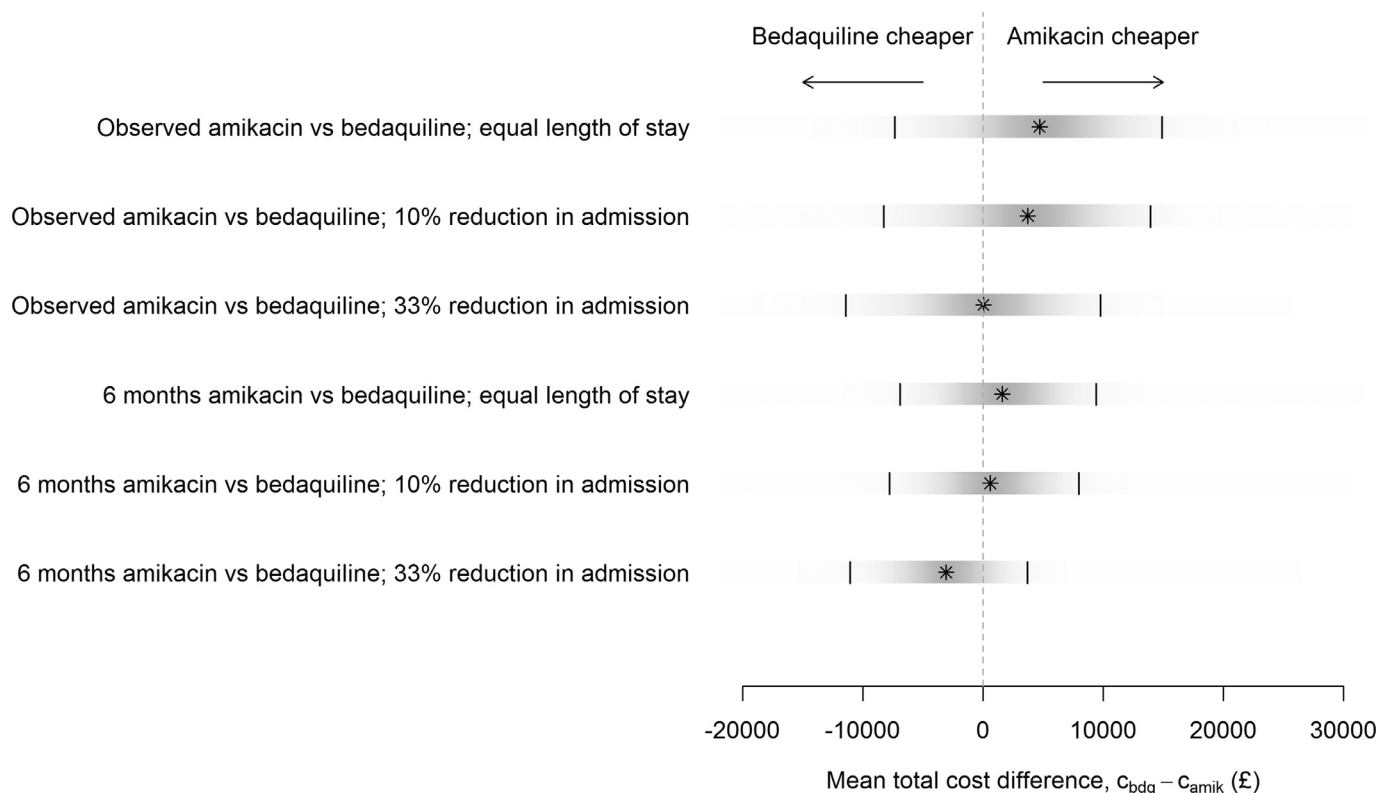 Bedaquiline cheaper Amikacin cheaper
Observed amikacin vs bedaquiline; equal length of stay
Observed amikacin vs bedaquiline; 10% reduction in admission
Observed amikacin vs bedaquiline; 33% reduction in admission
6 months amikacin vs bedaquiline; equal length of stay
6 months amikacin vs bedaquiline; 10% reduction in admission
6 months amikacin vs bedaquiline; 33% reduction in admission
-20000 -10000 0 10000 20000 30000
Mean total cost difference, c_bdq − c_amik (£)